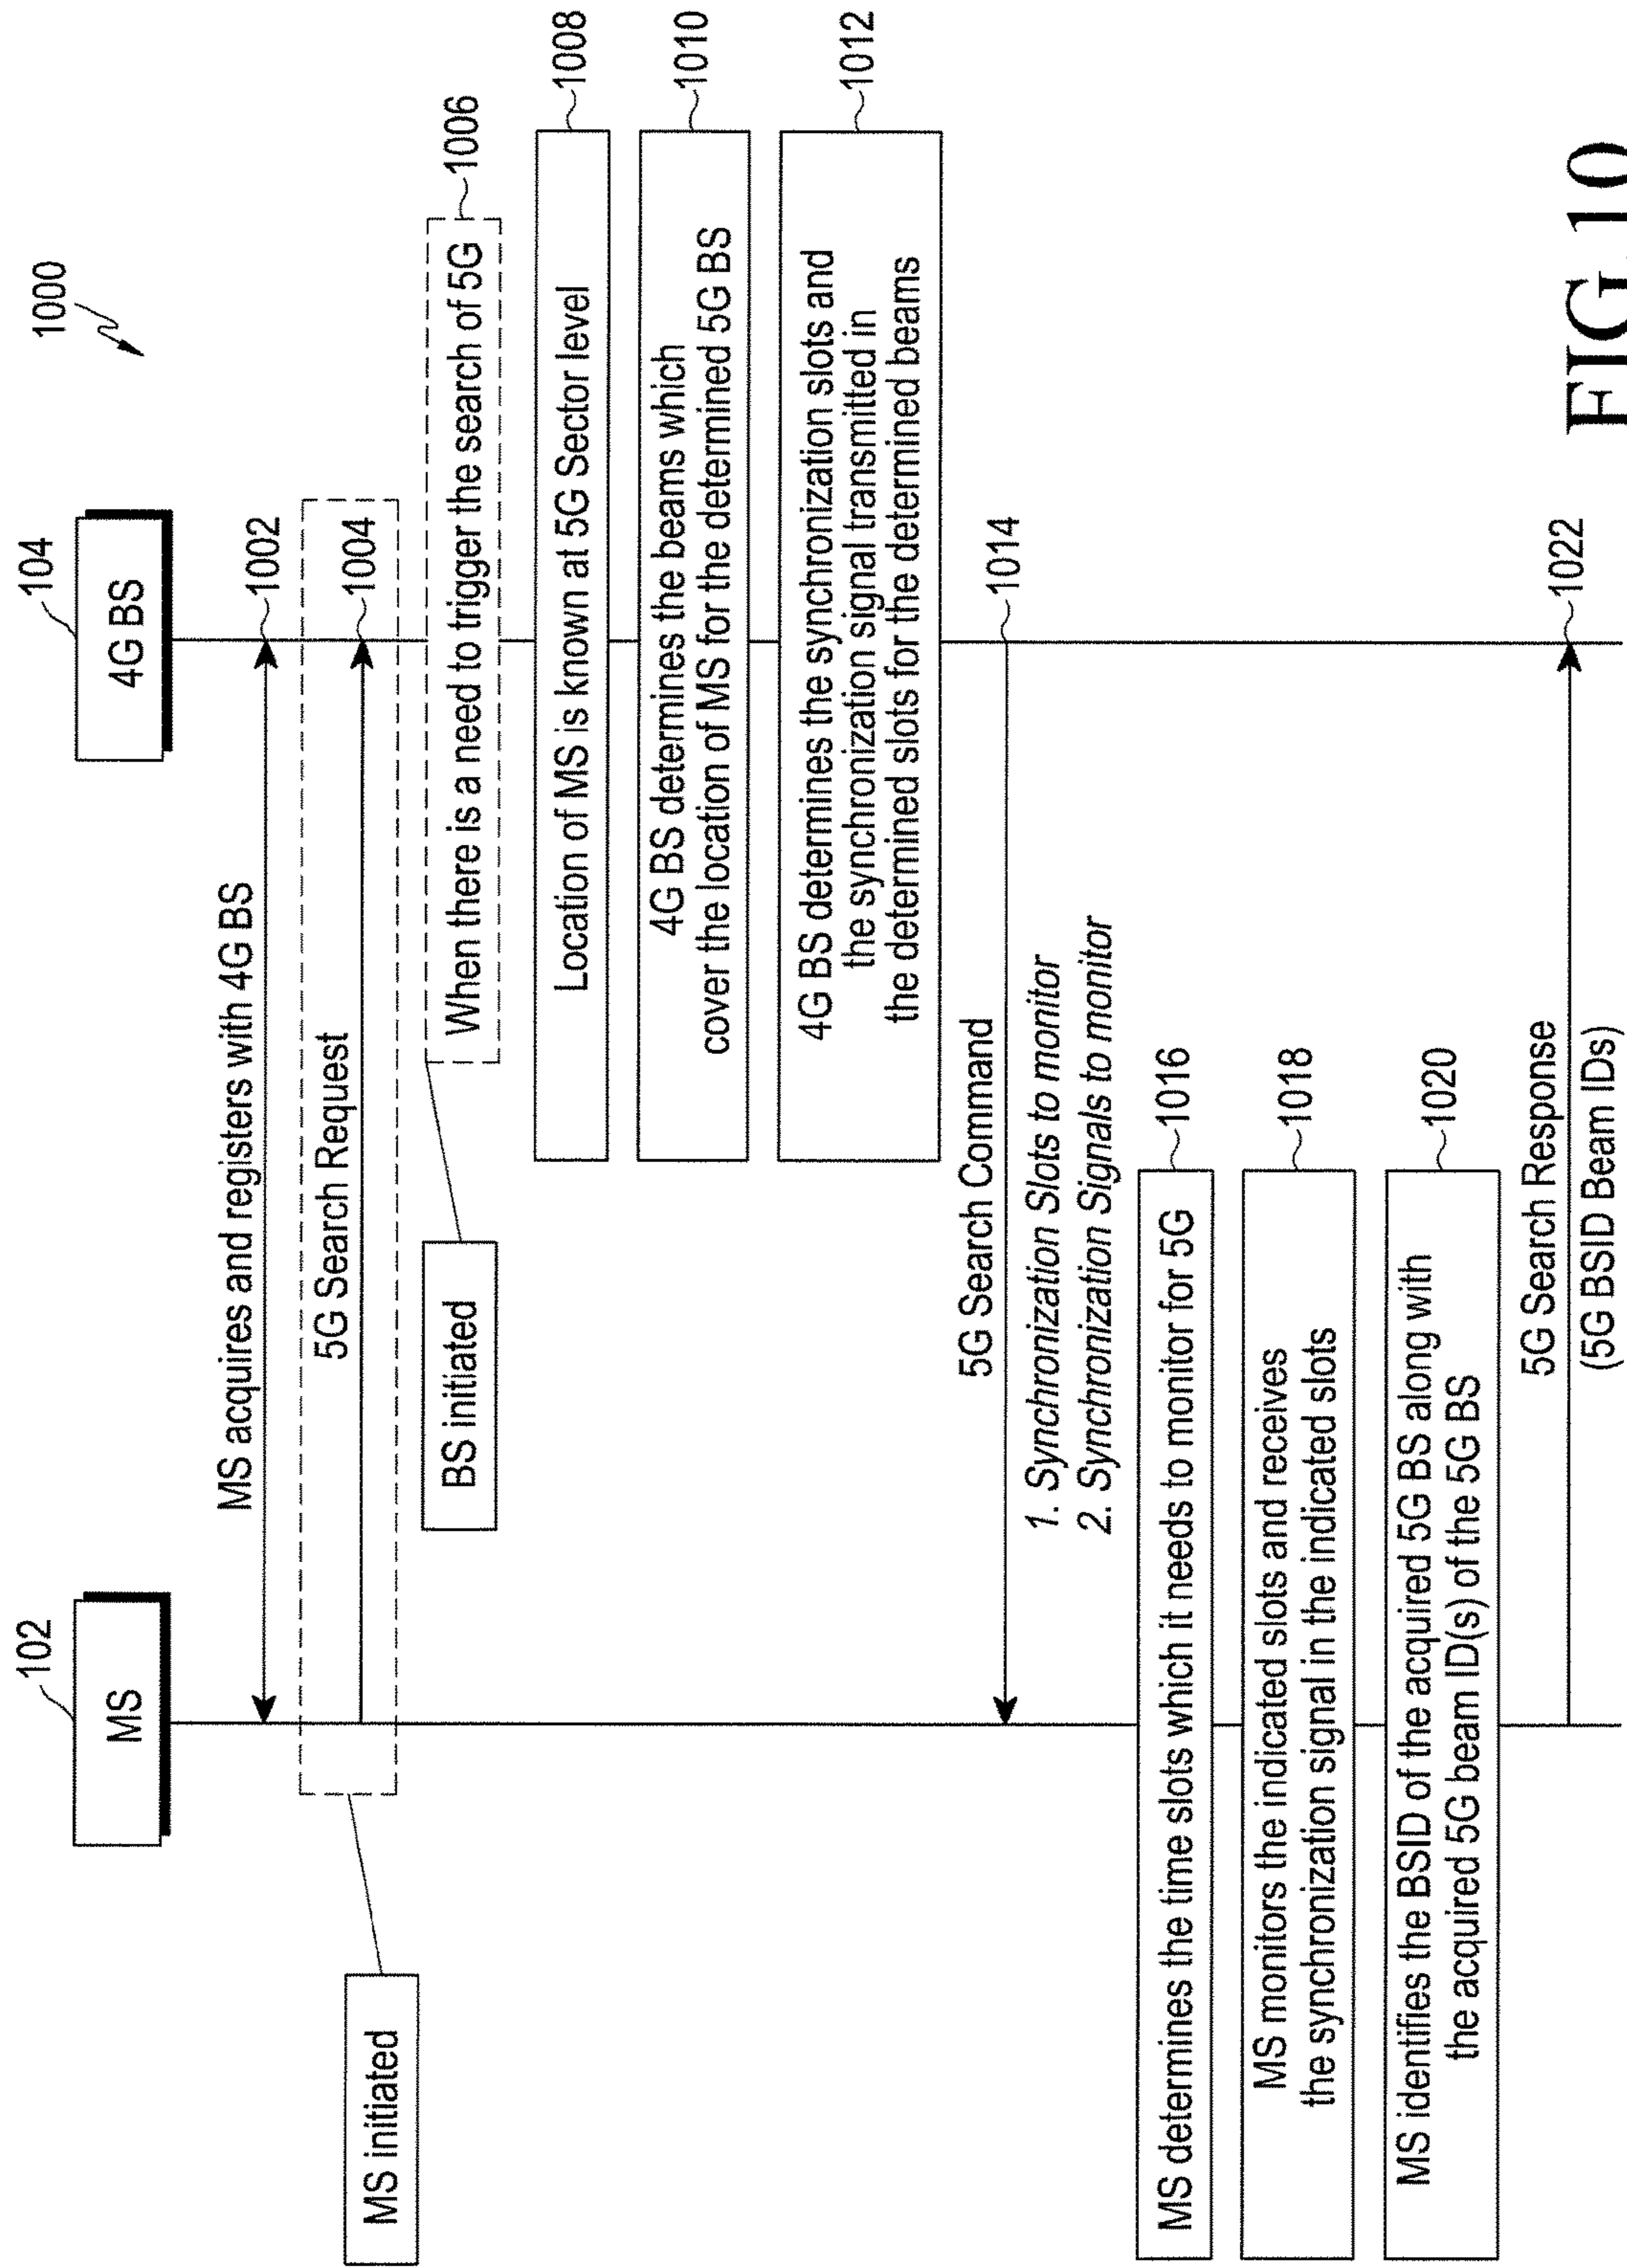 1000
102
MS
104
4G BS
MS acquires and registers with 4G BS
1002
MS initiated
5G Search Request
1004
BS initiated
When there is a need to trigger the search of 5G
1006
Location of MS is known at 5G Sector level
1008
4G BS determines the beams which
cover the location of MS for the determined 5G BS
1010
4G BS determines the synchronization slots and
the synchronization signal transmitted in
the determined slots for the determined beams
1012
5G Search Command
1014
1. Synchronization Slots to monitor
2. Synchronization Signals to monitor
MS determines the time slots which it needs to monitor for 5G
1016
MS monitors the indicated slots and receives
the synchronization signal in the indicated slots
1018
MS identifies the BSID of the acquired 5G BS along with
the acquired 5G beam ID(s) of the 5G BS
1020
5G Search Response
1022
(5G BSID Beam IDs)
FIG.10